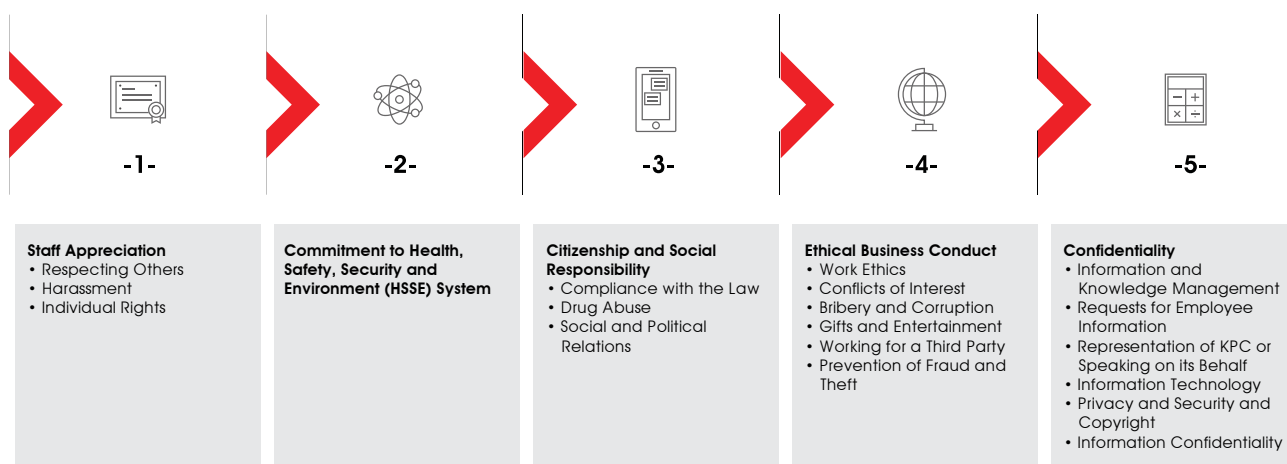 -1-
-2-
-3-
-4-
-5-
Staff Appreciation
• Respecting Others
• Harassment
• Individual Rights
Commitment to Health,
Safety, Security and
Environment (HSSE) System
Citizenship and Social
Responsibility
• Compliance with the Law
• Drug Abuse
• Social and Political
Relations
Ethical Business Conduct
• Work Ethics
• Conflicts of Interest
• Bribery and Corruption
• Gifts and Entertainment
• Working for a Third Party
• Prevention of Fraud and
Theft
Confidentiality
• Information and
Knowledge Management
• Requests for Employee
Information
• Representation of KPC or
Speaking on its Behalf
• Information Technology
• Privacy and Security and
Copyright
• Information Confidentiality